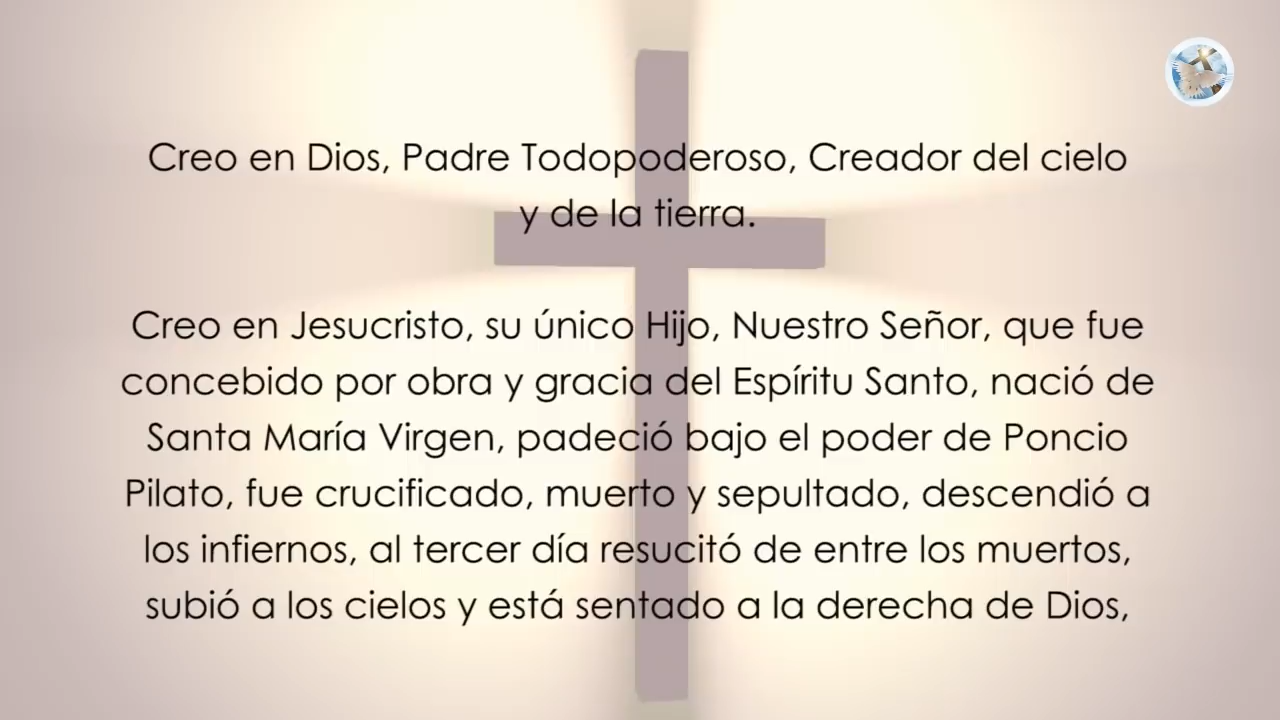 Creo en Dios, Padre Todopoderoso, Creador del cielo
y de la tierra.
Creo en Jesucristo, su único Hijo, Nuestro Señor, que fue
concebido por obra y gracia del Espíritu Santo, nació de
Santa María Virgen, padeció bajo el poder de Poncio
Pilato, fue crucificado, muerto y sepultado, descendió a
los infiernos, al tercer día resucitó de entre los muertos,
subió a los cielos y está sentado a la derecha de Dios,